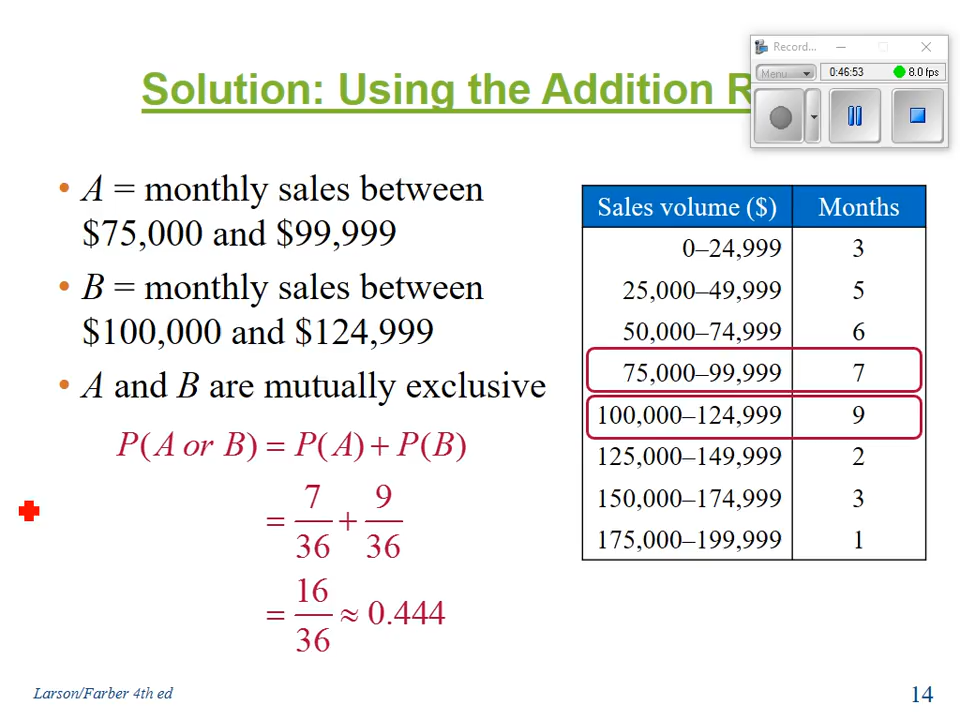 Solution: Using the Addition R
Record...
Menu
0:46:53
8.0 fps
• A = monthly sales between
$75,000 and $99,999
• B = monthly sales between
$100,000 and $124,999
• A and B are mutually exclusive
P(A or B) = P(A) + P(B)
= 7/36 + 9/36
= 16/36 ≈ 0.444
Sales volume ($) Months
0–24,999 3
25,000–49,999 5
50,000–74,999 6
75,000–99,999 7
100,000–124,999 9
125,000–149,999 2
150,000–174,999 3
175,000–199,999 1
Larson/Farber 4th ed
14